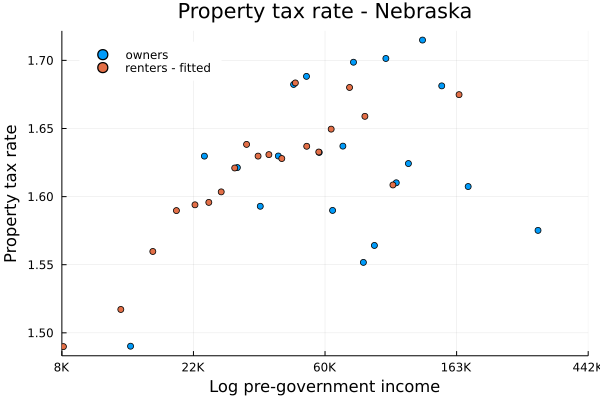 Property tax rate - Nebraska
owners
renters - fitted
Property tax rate
1.70
1.65
1.60
1.55
1.50
8K 22K 60K 163K 442K
Log pre-government income